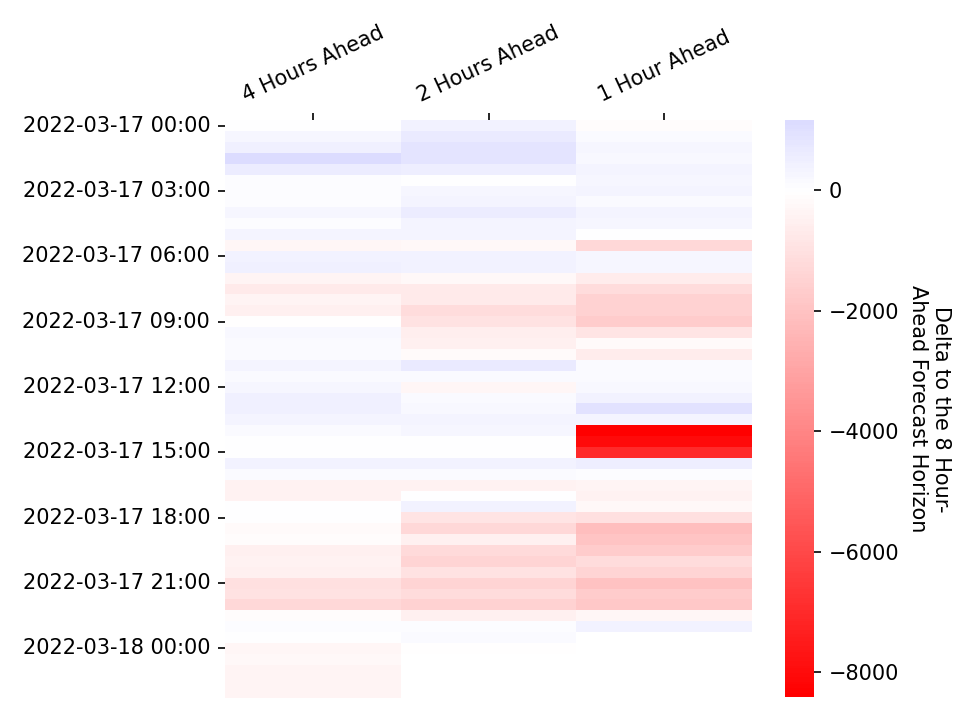 4 Hours Ahead
2 Hours Ahead
1 Hour Ahead
2022-03-17 00:00
2022-03-17 03:00
2022-03-17 06:00
2022-03-17 09:00
2022-03-17 12:00
2022-03-17 15:00
2022-03-17 18:00
2022-03-17 21:00
2022-03-18 00:00
0
−2000
−4000
−6000
−8000
Delta to the 8 Hour-
Ahead Forecast Horizon